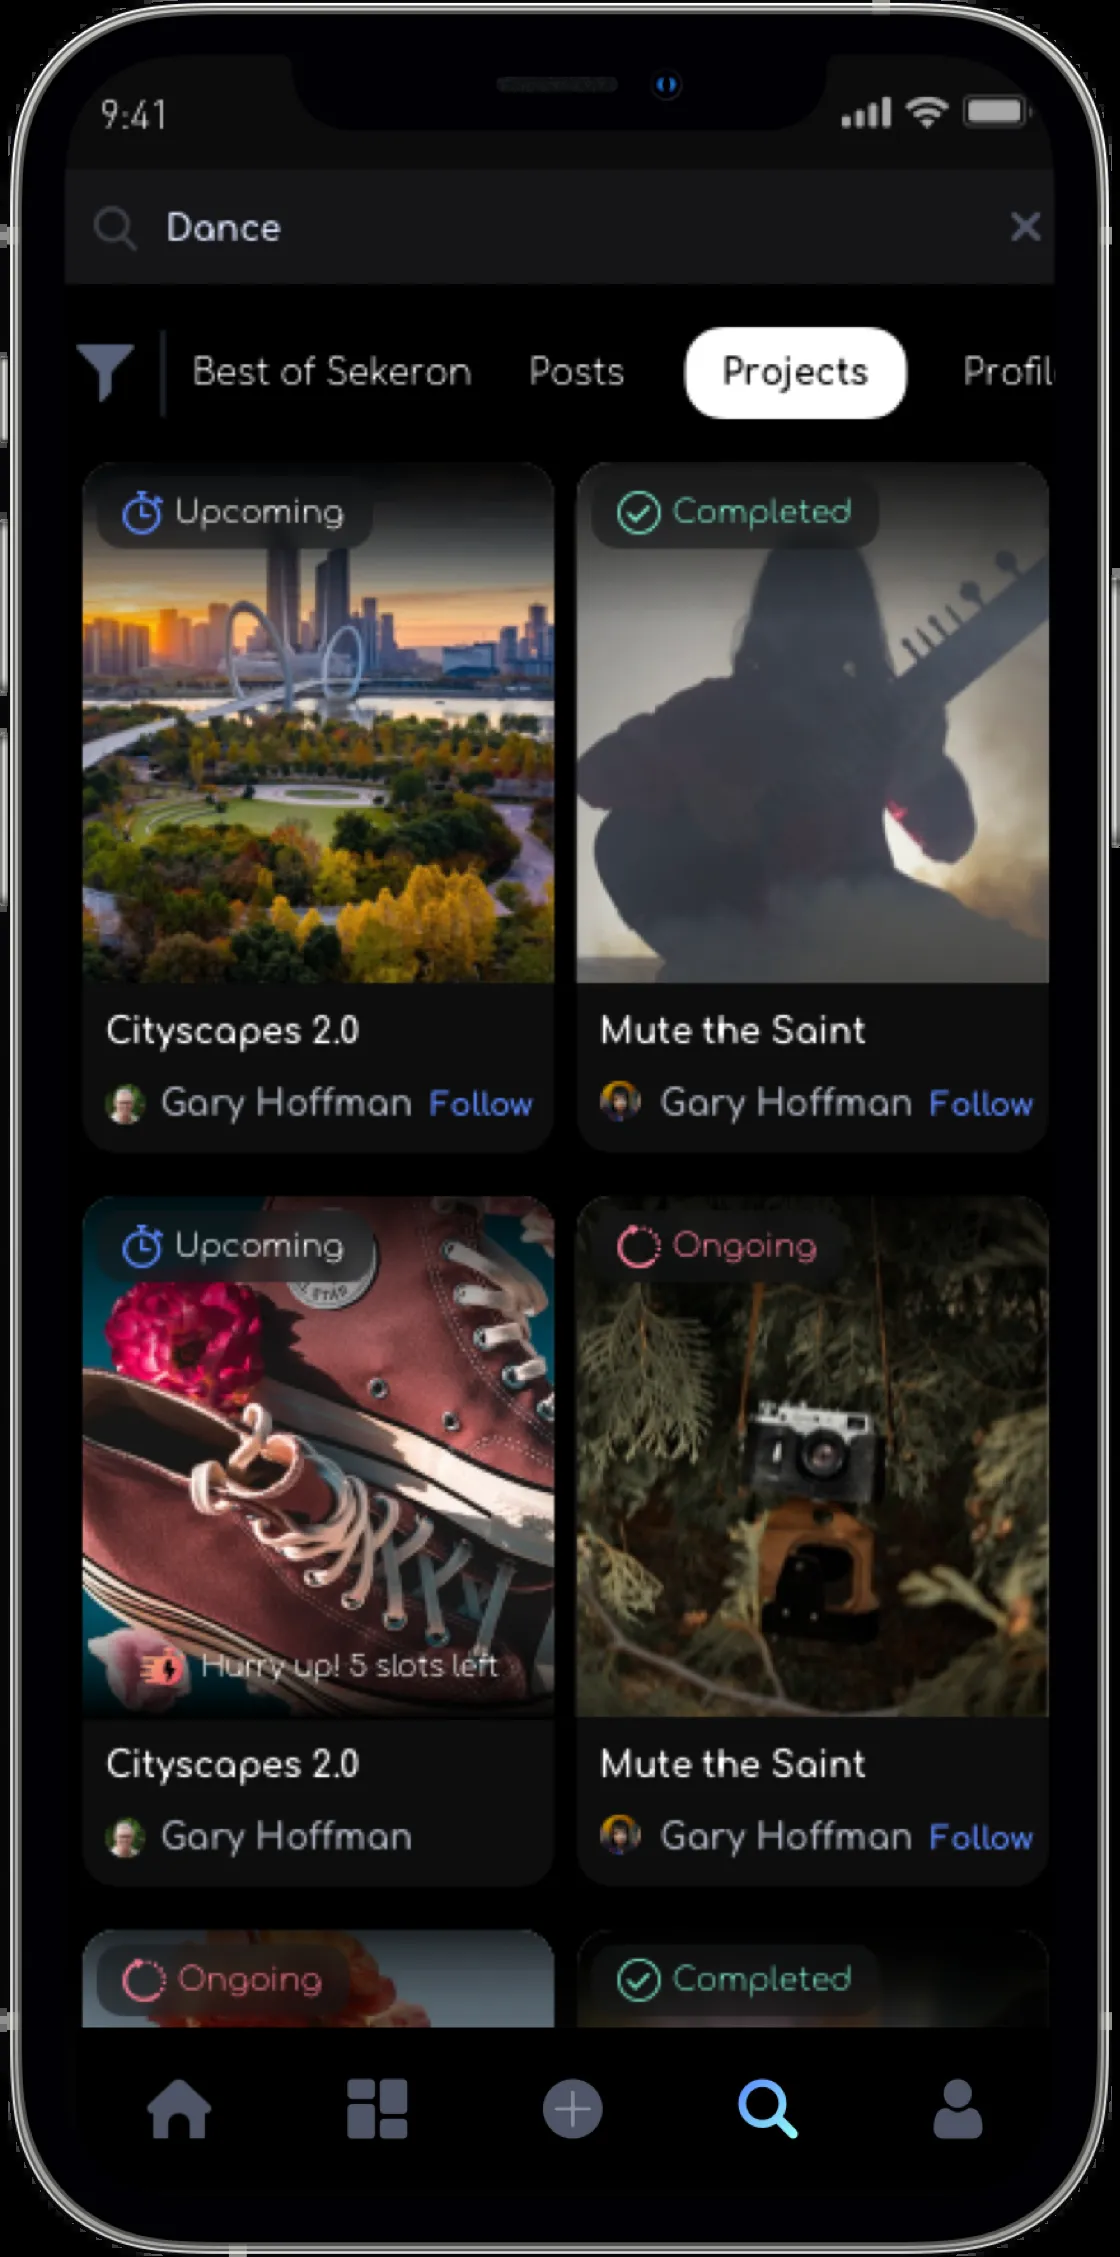 9:41
Dance
Best of Sekeron Posts Projects Profil
Upcoming
Completed
Cityscapes 2.0
Gary Hoffman Follow
Mute the Saint
Gary Hoffman Follow
Upcoming
STAR
Hurry up! 5 slots left
Ongoing
Cityscapes 2.0
Gary Hoffman
Mute the Saint
Gary Hoffman Follow
Ongoing
Completed